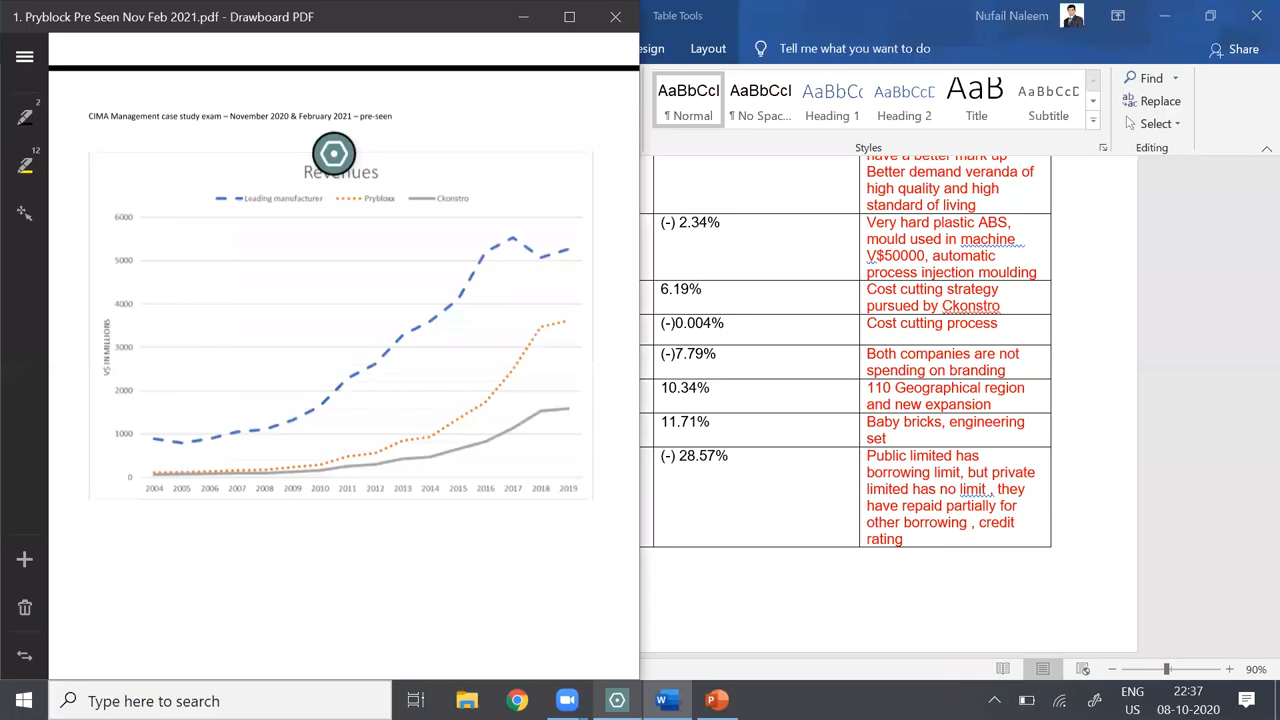 1. Pryblock Pre Seen Nov Feb 2021.pdf - Drawboard PDF
2
12
CIMA Management case study exam – November 2020 & February 2021 – pre-seen
Revenues
Leading manufacturer Prybloxx Ckonstro
6000
5000
4000
3000
2000
1000
0
V$ IN MILLIONS
2004 2005 2006 2007 2008 2009 2010 2011 2012 2013 2014 2015 2016 2017 2018 2019
Table Tools
Nufail Naleem
esign Layout Tell me what you want to do
Share
AaBbCcI AaBbCcI AaBbCc AaBbCcD AaB AaBbCcD
¶ Normal ¶ No Spac... Heading 1 Heading 2 Title Subtitle
Styles
Find
Replace
Select
Editing
have a better mark up
Better demand veranda of
high quality and high
standard of living
(-) 2.34%
Very hard plastic ABS,
mould used in machine
V$50000, automatic
process injection moulding
6.19%
Cost cutting strategy
pursued by Ckonstro
(-)0.004%
Cost cutting process
(-)7.79%
Both companies are not
spending on branding
10.34%
110 Geographical region
and new expansion
11.71%
Baby bricks, engineering
set
(-) 28.57%
Public limited has
borrowing limit, but private
limited has no limit , they
have repaid partially for
other borrowing , credit
rating
90%
Type here to search
ENG
US
22:37
08-10-2020